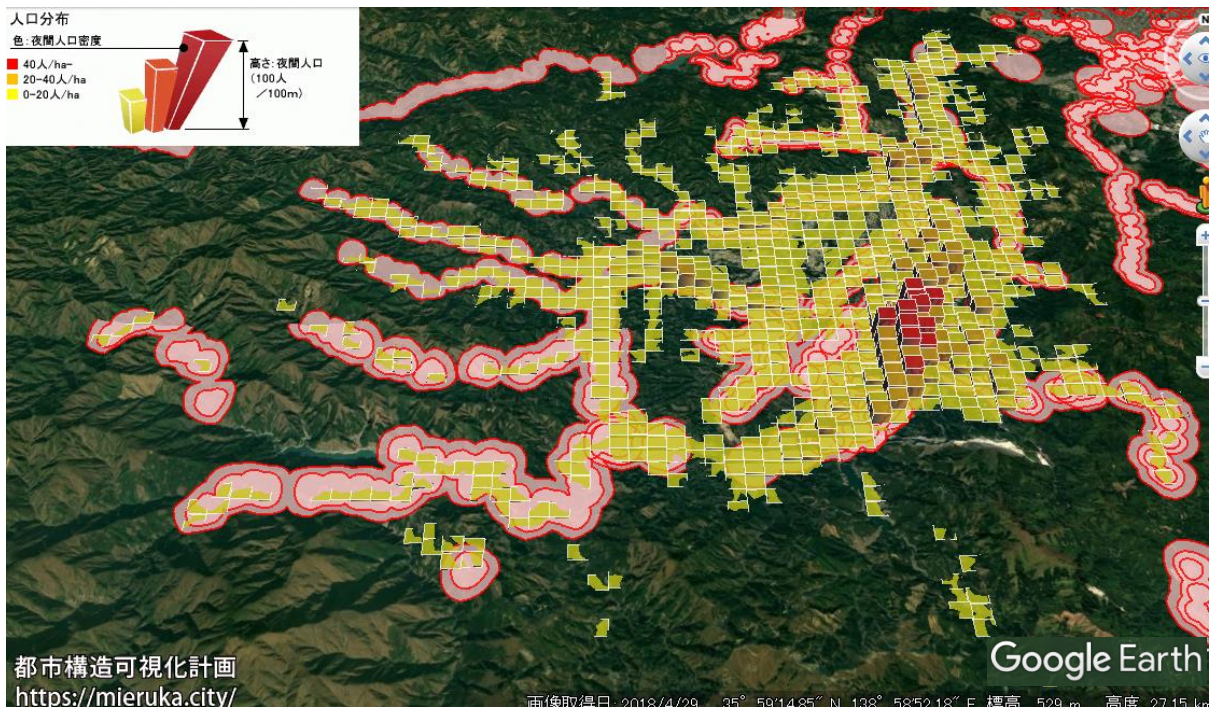 人口分布
色:夜間人口密度
40人/ha-
20-40人/ha
0-20人/ha
高さ:夜間人口
(100人
/100m)
N
都市構造可視化計画
https://mieruka.city/
Google Earth
画像取得日: 2018/4/29 35° 59'14.85" N 138° 58'52.18" E 標高 529 m 高度 27.15 km